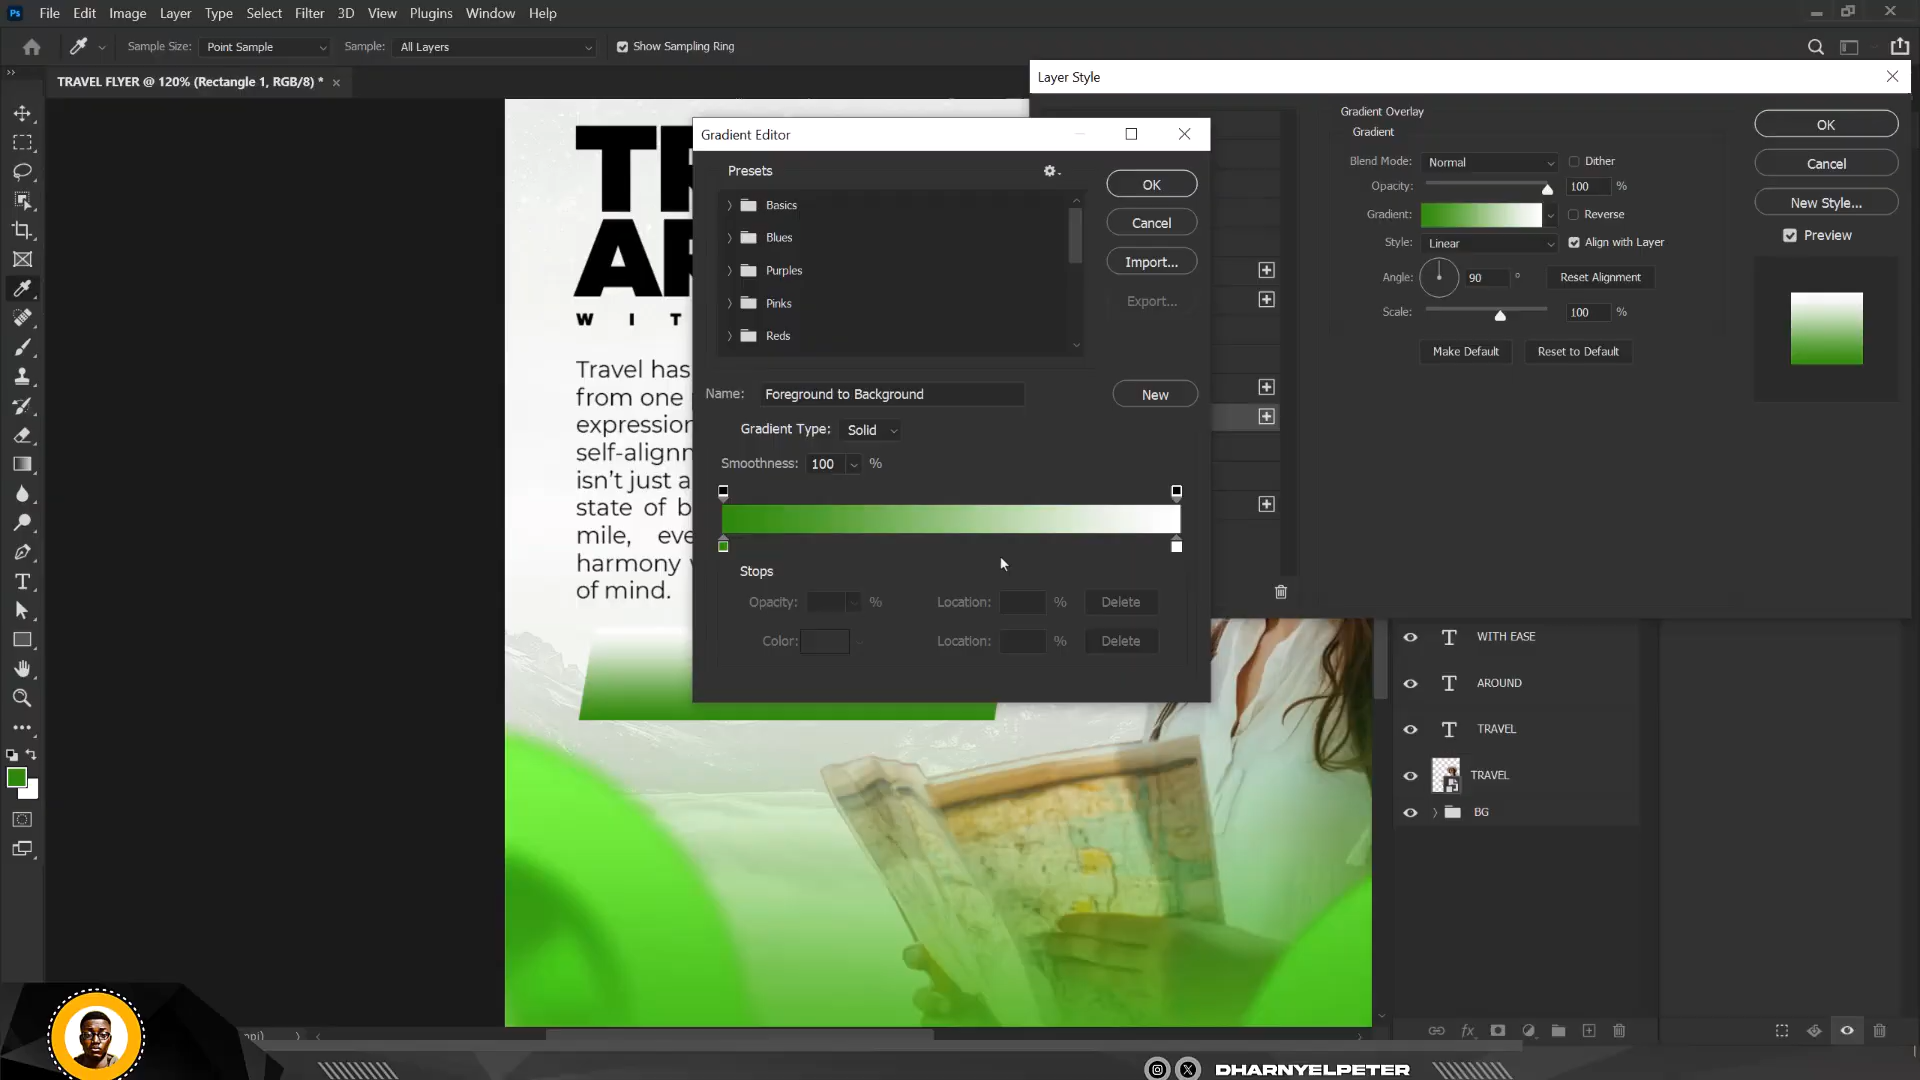 Ps File Edit Image Layer Type Select Filter 3D View Plugins Window Help
Sample Size: Point Sample Sample: All Layers Show Sampling Ring
TRAVEL FLYER @ 120% (Rectangle 1, RGB/8) *
Layer Style
Gradient Editor
Presets
Basics
Blues
Purples
Pinks
Reds
OK
Cancel
Import...
Export...
Name: Foreground to Background
New
Gradient Type: Solid
Smoothness: 100 %
Stops
Opacity: % Location: % Delete
Color: Location: % Delete
Gradient Overlay
Gradient
Blend Mode: Normal Dither
Opacity: 100 %
Gradient: Reverse
Style: Linear Align with Layer
Angle: 90 ° Reset Alignment
Scale: 100 %
Make Default Reset to Default
OK
Cancel
New Style...
Preview
W I T
Travel has
from one
expression
self-alignm
isn't just a
state of b
mile, eve
harmony
of mind.
T WITH EASE
T AROUND
T TRAVEL
TRAVEL
BG
fx
DHARNYELPETER